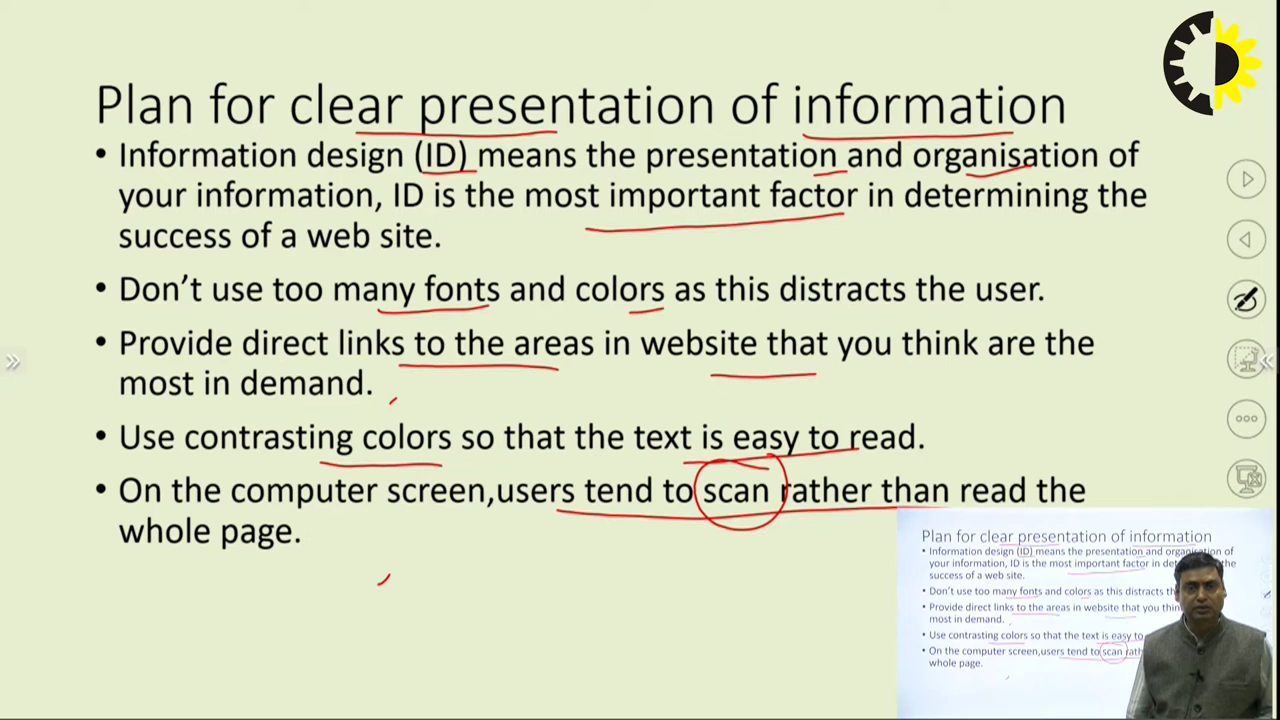 Plan for clear presentation of information
• Information design (ID) means the presentation and organisation of
your information, ID is the most important factor in determining the
success of a web site.
• Don’t use too many fonts and colors as this distracts the user.
• Provide direct links to the areas in website that you think are the
most in demand.
• Use contrasting colors so that the text is easy to read.
• On the computer screen,users tend to scan rather than read the
whole page.
Plan for clear presentation of information
• Information design (ID) means the presentation and organisation of
your information, ID is the most important factor in the
success of a web site.
• Don’t use too many fonts and colors as this distracts
• Provide direct links to the areas in website that you
most in demand.
• Use contrasting colors so that the text is easy to
• On the computer screen,users tend to scan
whole page.